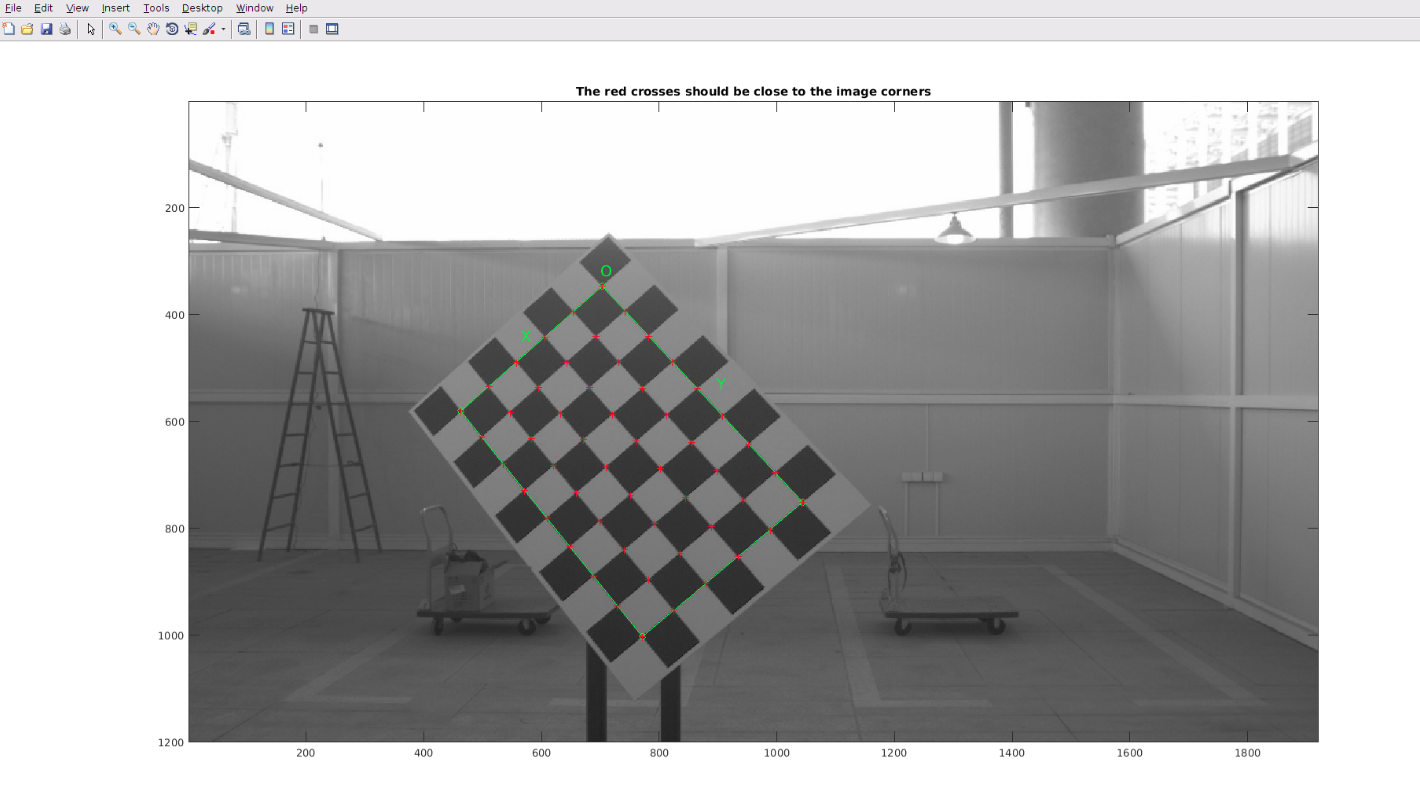 File Edit View Insert Tools Desktop Window Help
The red crosses should be close to the image corners
200
400
600
800
1000
1200
200 400 600 800 1000 1200 1400 1600 1800
O
X
Y